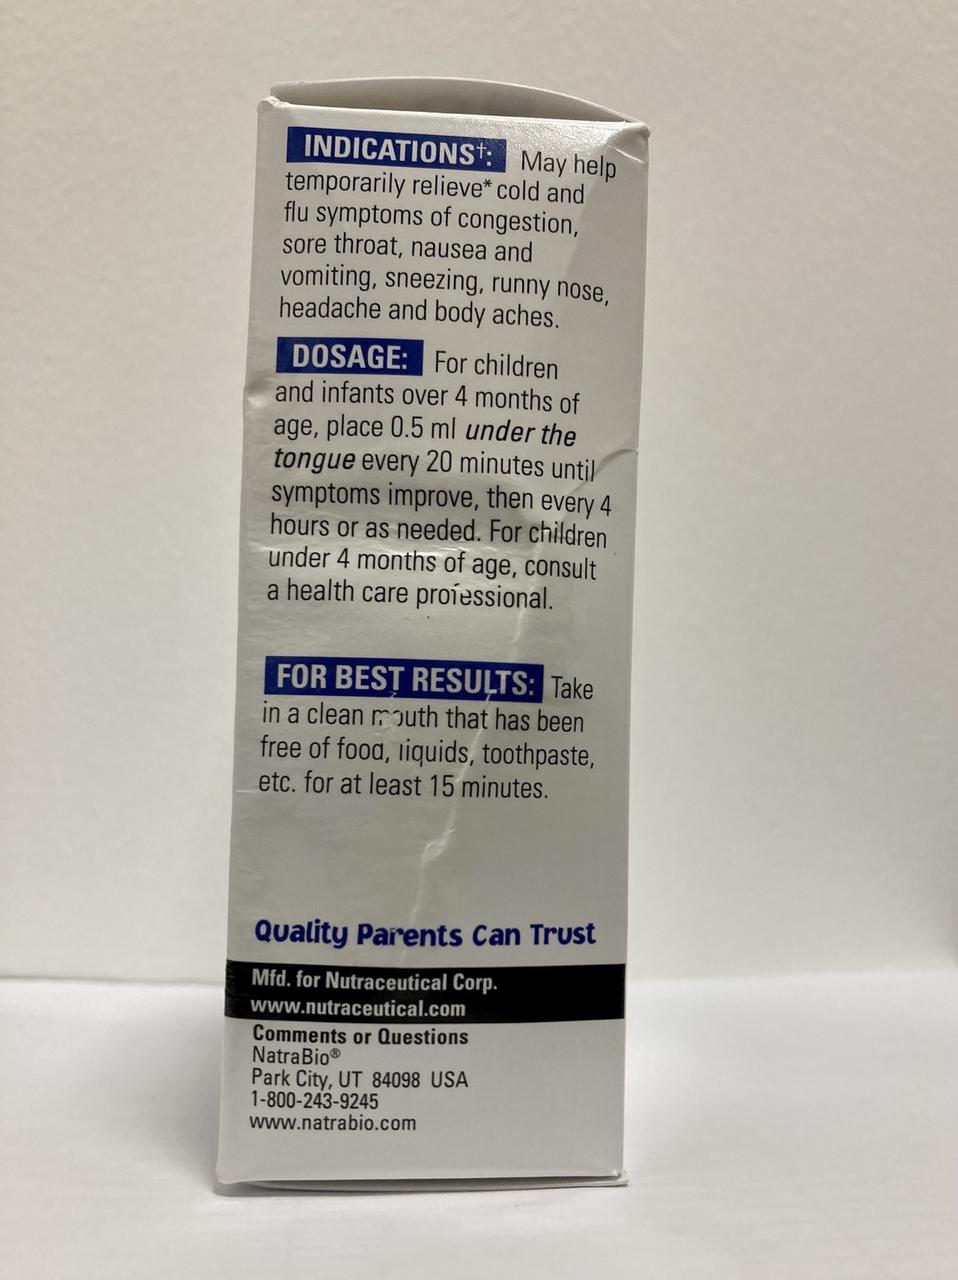 INDICATIONS†: May help
temporarily relieve* cold and
flu symptoms of congestion,
sore throat, nausea and
vomiting, sneezing, runny nose,
headache and body aches.
DOSAGE: For children
and infants over 4 months of
age, place 0.5 ml under the
tongue every 20 minutes until
symptoms improve, then every 4
hours or as needed. For children
under 4 months of age, consult
a health care professional.
FOR BEST RESULTS: Take
in a clean mouth that has been
free of food, liquids, toothpaste,
etc. for at least 15 minutes.
Quality Parents Can Trust
Mfd. for Nutraceutical Corp.
www.nutraceutical.com
Comments or Questions
NatraBio®
Park City, UT 84098 USA
1-800-243-9245
www.natrabio.com